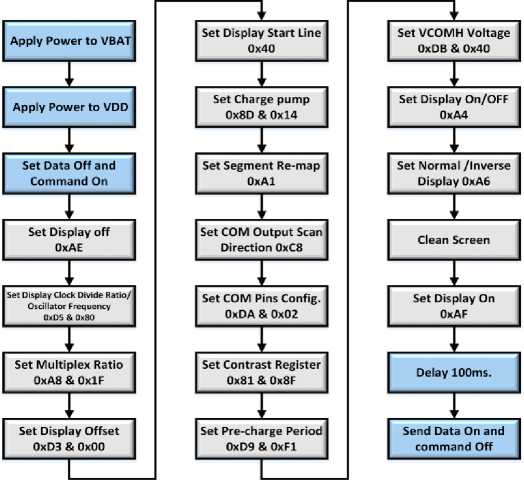 Apply Power to VBAT
Apply Power to VDD
Set Data Off and
Command On
Set Display off
0xAE
Set Display Clock Divide Ratio/
Oscillator Frequency
0xD5 & 0x80
Set Multiplex Ratio
0xA8 & 0x1F
Set Display Offset
0xD3 & 0x00
Set Display Start Line
0x40
Set Charge pump
0x8D & 0x14
Set Segment Re-map
0xA1
Set COM Output Scan
Direction 0xC8
Set COM Pins Config.
0xDA & 0x02
Set Contrast Register
0x81 & 0x8F
Set Pre-charge Period
0xD9 & 0xF1
Set VCOMH Voltage
0xDB & 0x40
Set Display On/OFF
0xA4
Set Normal /Inverse
Display 0xA6
Clean Screen
Set Display On
0xAF
Delay 100ms.
Send Data On and
command Off